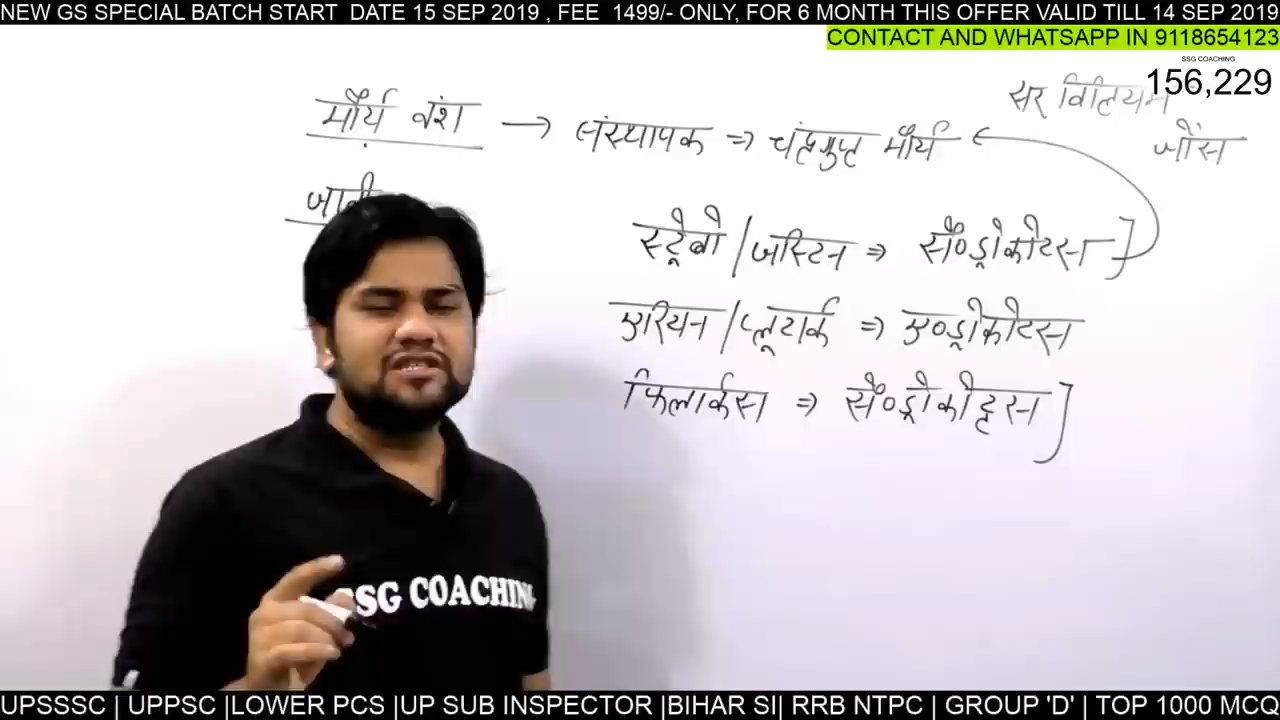 NEW GS SPECIAL BATCH START DATE 15 SEP 2019 , FEE 1499/- ONLY, FOR 6 MONTH THIS OFFER VALID TILL 14 SEP 2019
CONTACT AND WHATSAPP IN 9118654123
SSG COACHING
156,229
सर विलियम
जोंस
मौर्य वंश → संस्थापक ⇒ चंद्रगुप्त मौर्य
स्ट्रेबो / जस्टिन ⇒ सैण्ड्रोकोटस ]
एरियन / प्लूटार्क ⇒ एण्ड्रोकोटस
फिलार्कस ⇒ सैण्ड्रोकोट्टस ]
SSG COACHING
UPSSSC | UPPSC |LOWER PCS |UP SUB INSPECTOR |BIHAR SI| RRB NTPC | GROUP 'D' | TOP 1000 MCQ